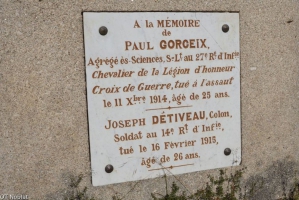 A la MÉMOIRE
de
PAUL GORCEIX,
Agrégé ès-Sciences, S-Lt au 27e Rt d'Infie
Chevalier de la Légion d'honneur
Croix de Guerre, tué à l'assaut
le 11 Xbre 1914, âgé de 25 ans.
JOSEPH DÉTIVEAU, Colon,
Soldat au 14e Rt d'Infie,
tué le 16 Février 1915,
âgé de 26 ans.